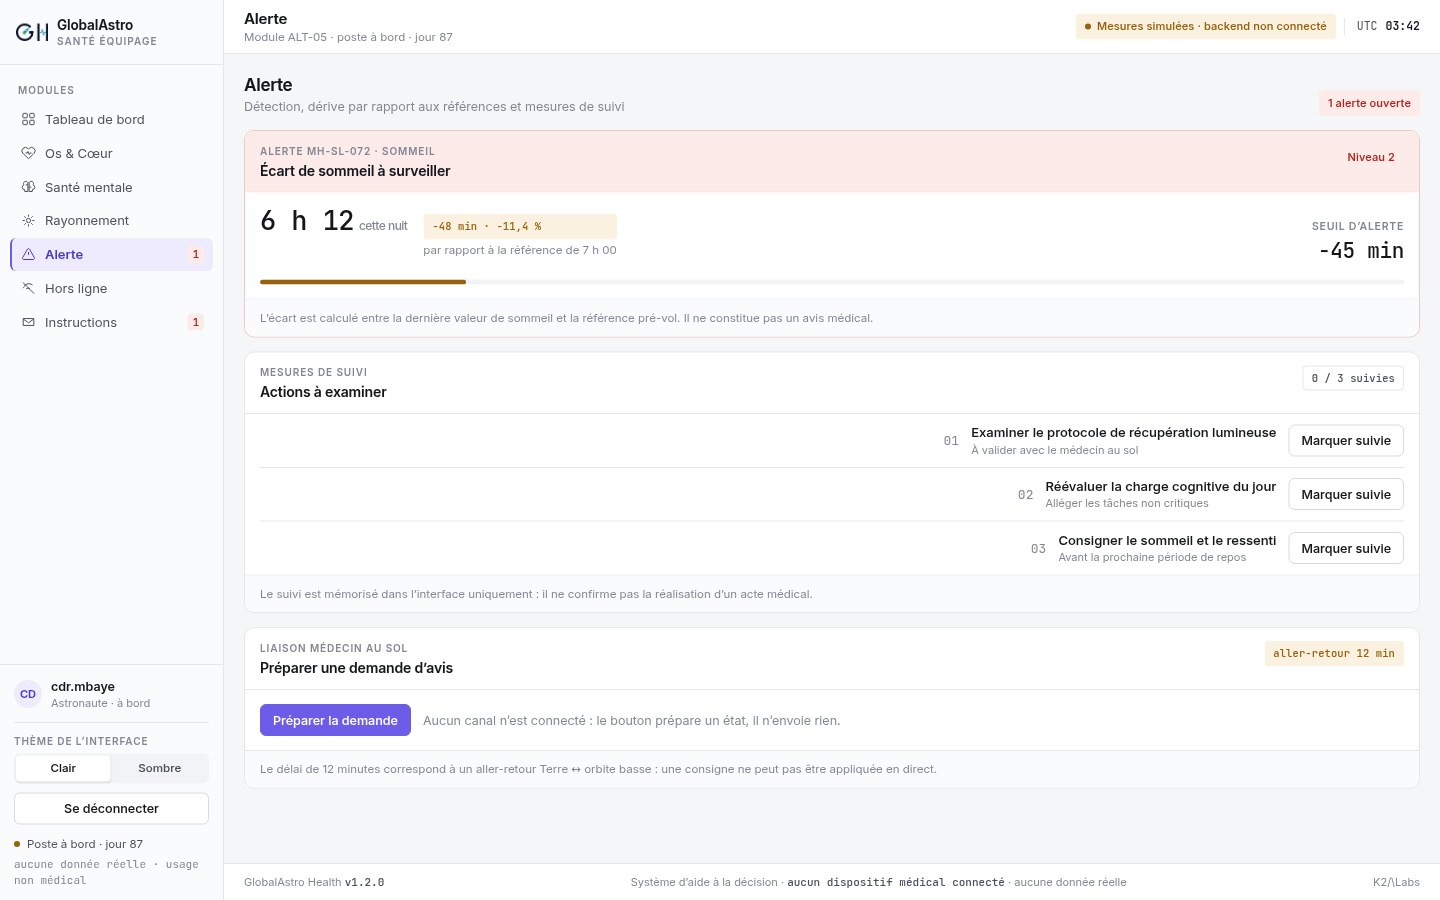 GH
GlobalAstro
SANTÉ ÉQUIPAGE
MODULES
Tableau de bord
Os & Cœur
Santé mentale
Rayonnement
Alerte 1
Hors ligne
Instructions 1
CD
cdr.mbaye
Astronaute · à bord
THÈME DE L’INTERFACE
Clair Sombre
Se déconnecter
Poste à bord · jour 87
aucune donnée réelle · usage
non médical
Alerte
Module ALT-05 · poste à bord · jour 87
Mesures simulées · backend non connecté
UTC 03:42
Alerte
Détection, dérive par rapport aux références et mesures de suivi
1 alerte ouverte
ALERTE MH-SL-072 · SOMMEIL
Écart de sommeil à surveiller
Niveau 2
6 h 12 cette nuit
-48 min · -11,4 %
par rapport à la référence de 7 h 00
SEUIL D’ALERTE
-45 min
L’écart est calculé entre la dernière valeur de sommeil et la référence pré-vol. Il ne constitue pas un avis médical.
MESURES DE SUIVI
Actions à examiner
0 / 3 suivies
01 Examiner le protocole de récupération lumineuse
À valider avec le médecin au sol
Marquer suivie
02 Réévaluer la charge cognitive du jour
Alléger les tâches non critiques
Marquer suivie
03 Consigner le sommeil et le ressenti
Avant la prochaine période de repos
Marquer suivie
Le suivi est mémorisé dans l’interface uniquement : il ne confirme pas la réalisation d’un acte médical.
LIAISON MÉDECIN AU SOL
Préparer une demande d’avis
aller-retour 12 min
Préparer la demande
Aucun canal n’est connecté : le bouton prépare un état, il n’envoie rien.
Le délai de 12 minutes correspond à un aller-retour Terre ↔ orbite basse : une consigne ne peut pas être appliquée en direct.
GlobalAstro Health v1.2.0
Système d’aide à la décision · aucun dispositif médical connecté · aucune donnée réelle
K2/\Labs